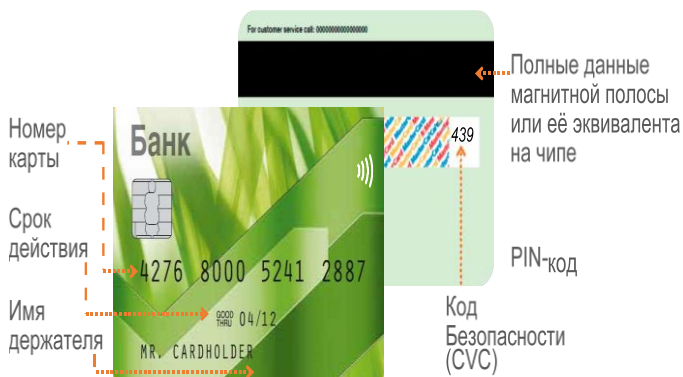 For customer service call: 0000000000000000
Полные данные
магнитной полосы
или её эквивалента
на чипе
Номер
карты
Банк
439
Срок
действия
4276 8000 5241 2887
PIN-код
GOOD
THRU 04/12
Имя
держателя
MR. CARDHOLDER
Код
Безопасности
(CVC)